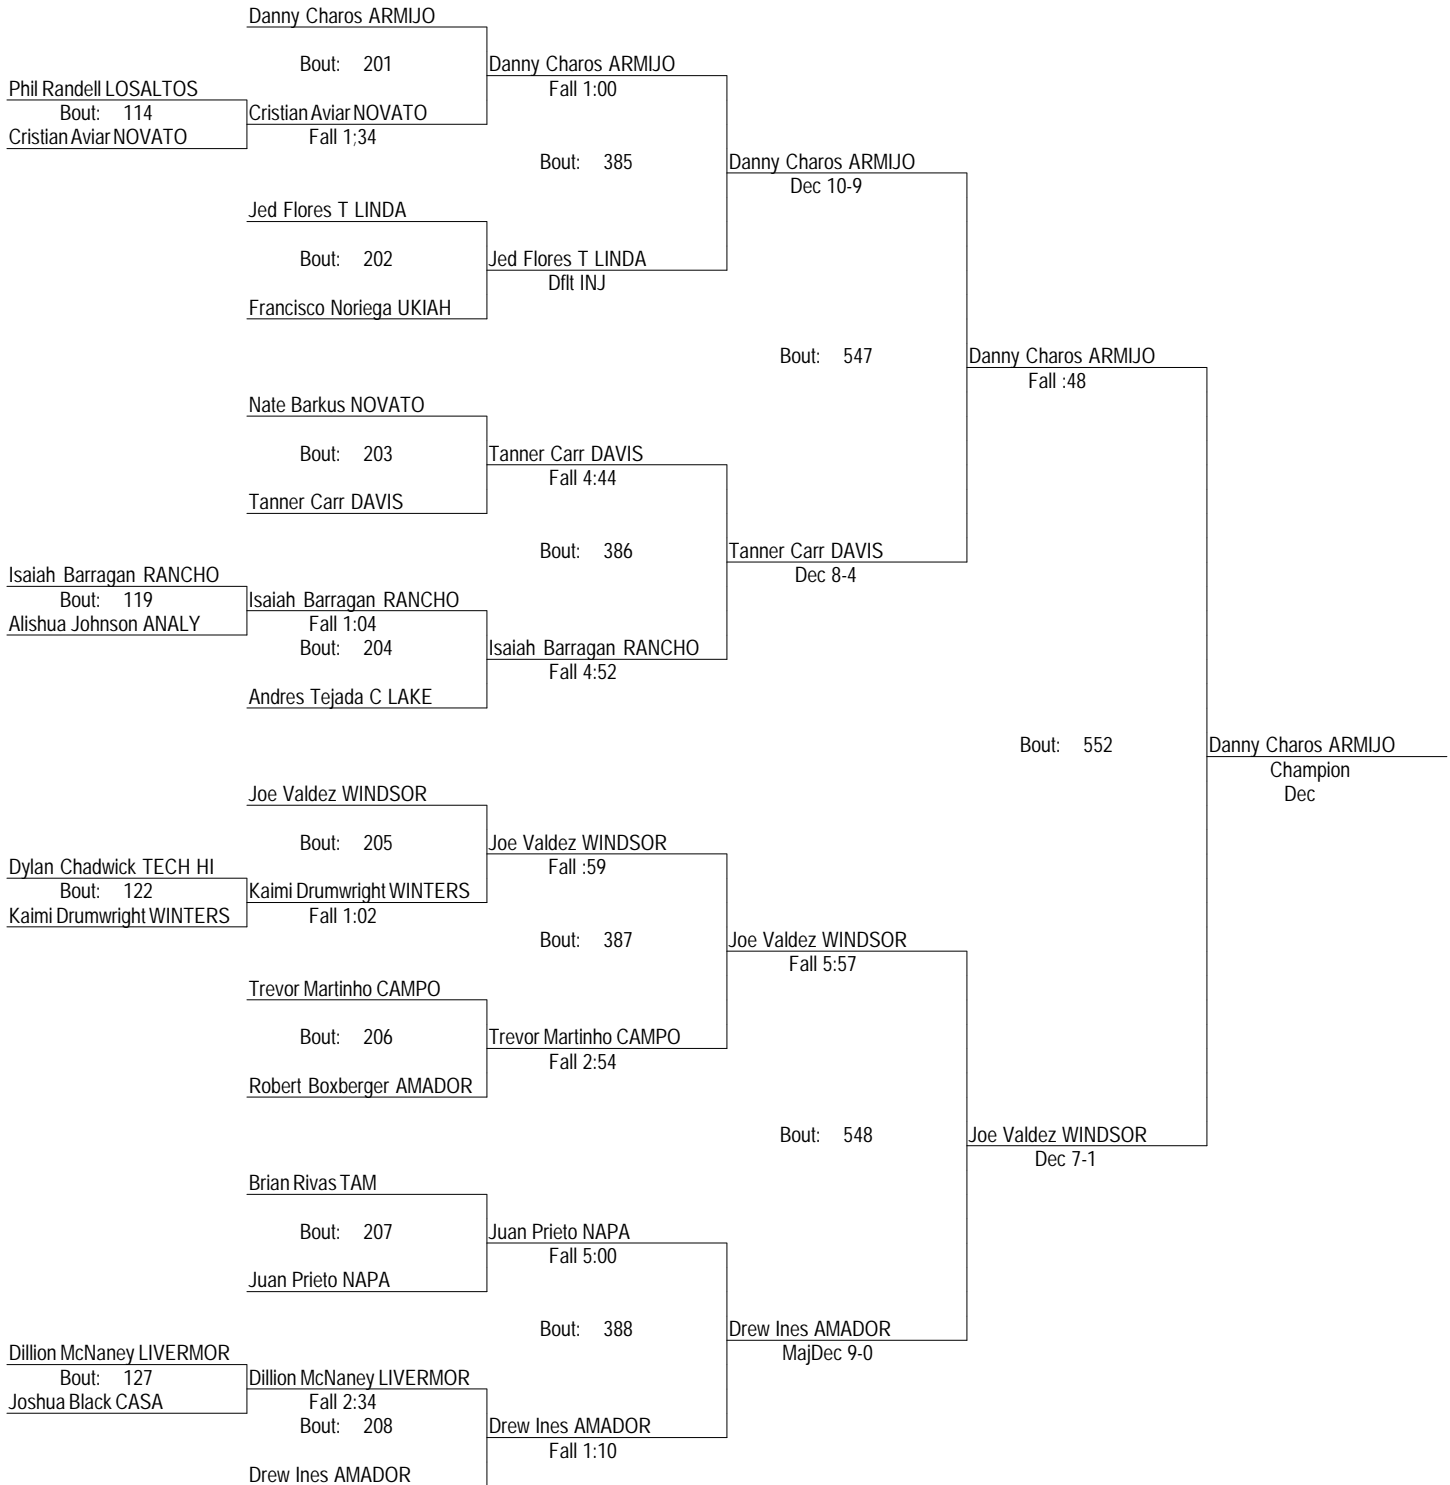 Danny Charos ARMIJO
Bout: 201
Danny Charos ARMIJO
Fall 1:00
Phil Randell LOSALTOS
Bout: 114
Cristian Aviar NOVATO
Cristian Aviar NOVATO
Fall 1;34
Bout: 385
Danny Charos ARMIJO
Dec 10-9
Jed Flores T LINDA
Bout: 202
Jed Flores T LINDA
Dflt INJ
Francisco Noriega UKIAH
Bout: 547
Danny Charos ARMIJO
Fall :48
Nate Barkus NOVATO
Bout: 203
Tanner Carr DAVIS
Fall 4:44
Tanner Carr DAVIS
Bout: 386
Tanner Carr DAVIS
Dec 8-4
Isaiah Barragan RANCHO
Bout: 119
Alishua Johnson ANALY
Isaiah Barragan RANCHO
Fall 1:04
Bout: 204
Isaiah Barragan RANCHO
Fall 4:52
Andres Tejada C LAKE
Bout: 552
Danny Charos ARMIJO
Champion
Dec
Joe Valdez WINDSOR
Bout: 205
Joe Valdez WINDSOR
Fall :59
Dylan Chadwick TECH HI
Bout: 122
Kaimi Drumwright WINTERS
Kaimi Drumwright WINTERS
Fall 1:02
Bout: 387
Joe Valdez WINDSOR
Fall 5:57
Trevor Martinho CAMPO
Bout: 206
Trevor Martinho CAMPO
Fall 2:54
Robert Boxberger AMADOR
Bout: 548
Joe Valdez WINDSOR
Dec 7-1
Brian Rivas TAM
Bout: 207
Juan Prieto NAPA
Fall 5:00
Juan Prieto NAPA
Bout: 388
Drew Ines AMADOR
MajDec 9-0
Dillion McNaney LIVERMOR
Bout: 127
Joshua Black CASA
Dillion McNaney LIVERMOR
Fall 2:34
Bout: 208
Drew Ines AMADOR
Fall 1:10
Drew Ines AMADOR